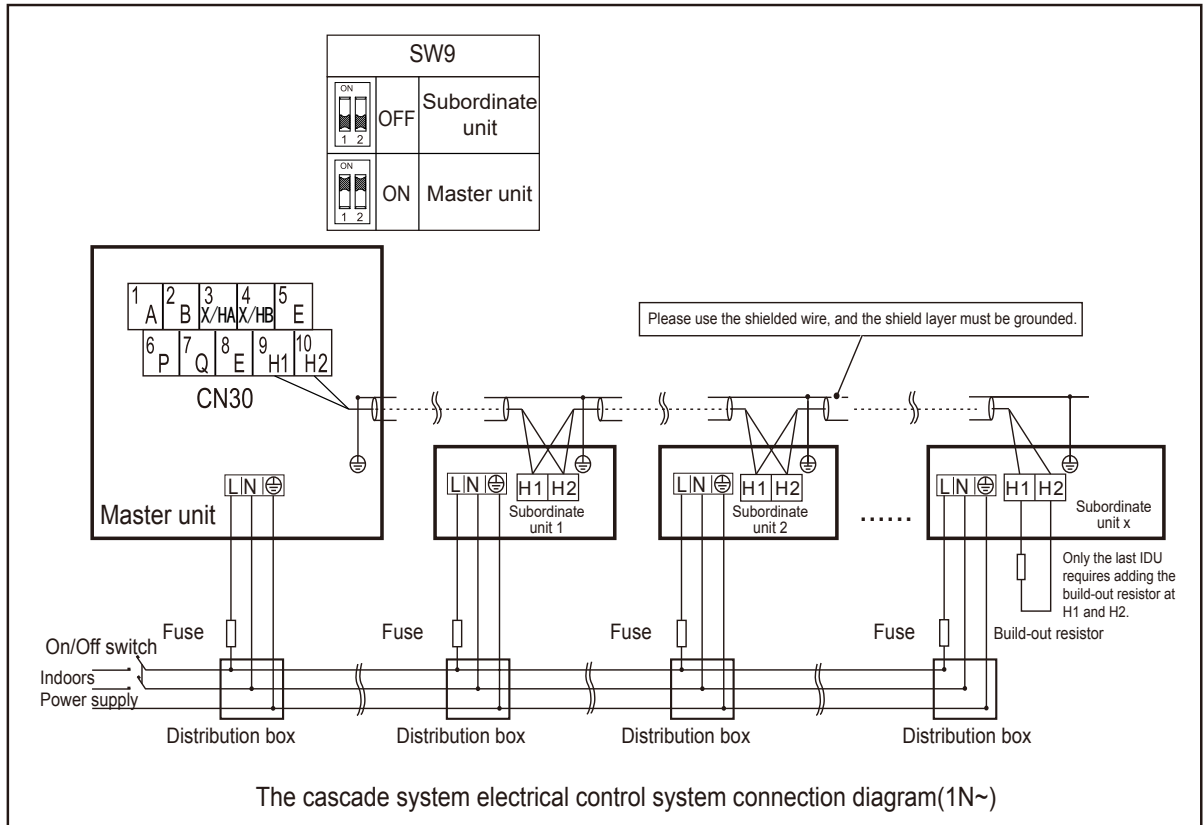 SW9
ON
1 2
OFF
Subordinate
unit
ON
1 2
ON
Master unit
1 A
2 B
3 X/HA
4 X/HB
5 E
6 P
7 Q
8 E
9 H1
10 H2
CN30
Please use the shielded wire, and the shield layer must be grounded.
L N
Master unit
L N
H1 H2
Subordinate
unit 1
L N
H1 H2
Subordinate
unit 2
......
L N
H1 H2
Subordinate
unit x
Only the last IDU
requires adding the
build-out resistor at
H1 and H2.
Build-out resistor
Fuse
Fuse
Fuse
Fuse
On/Off switch
Indoors
Power supply
Distribution box
Distribution box
Distribution box
Distribution box
The cascade system electrical control system connection diagram(1N~)